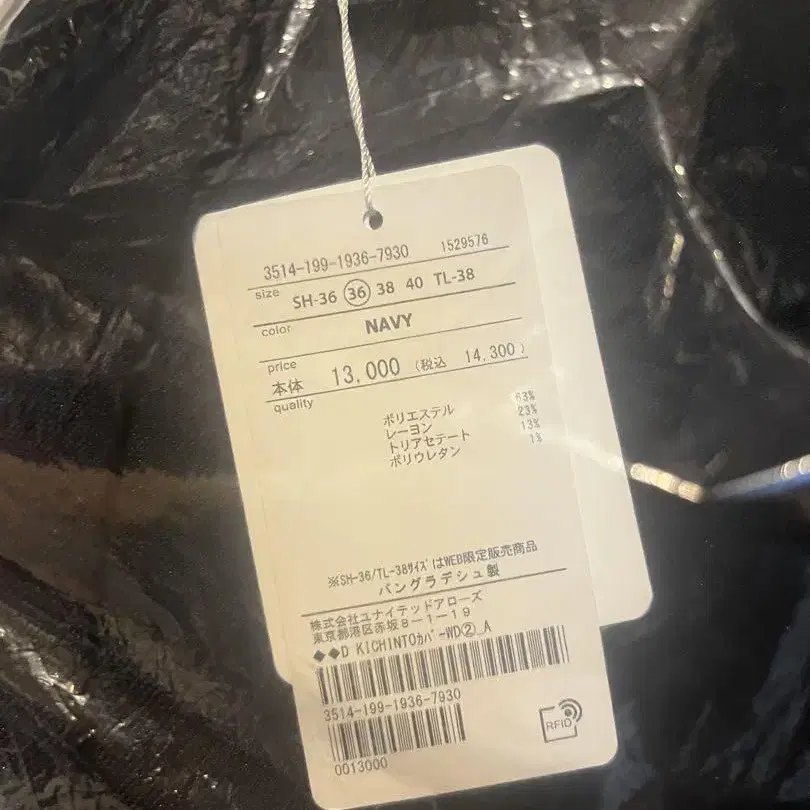 3514-199-1936-7930 1529576
size SH-36 36 38 40 TL-38
color NAVY
price
本体 13,000 (税込 14,300)
quality
ポリエステル 63%
レーヨン 23%
トリアセテート 13%
ポリウレタン 1%
※SH-36/TL-38サイズはWEB限定販売商品
バングラデシュ製
株式会社ユナイテッドアローズ
東京都港区赤坂8-1-19
◆◆D KICHINTOカバーWD②_A
3514-199-1936-7930
0013000
RFID